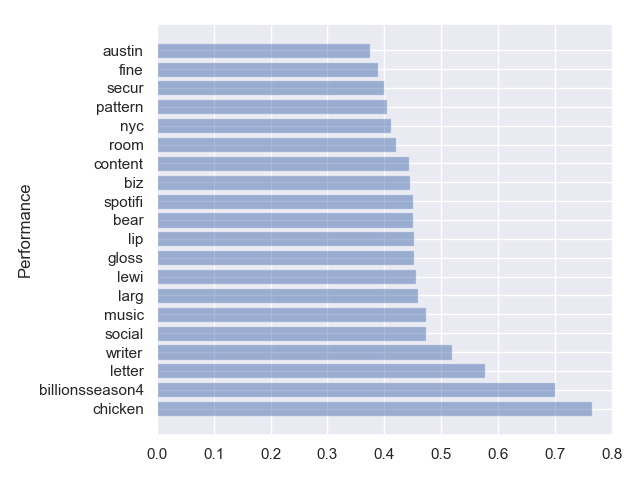 Performance
austin
fine
secur
pattern
nyc
room
content
biz
spotifi
bear
lip
gloss
lewi
larg
music
social
writer
letter
billionsseason4
chicken
0.0 0.1 0.2 0.3 0.4 0.5 0.6 0.7 0.8